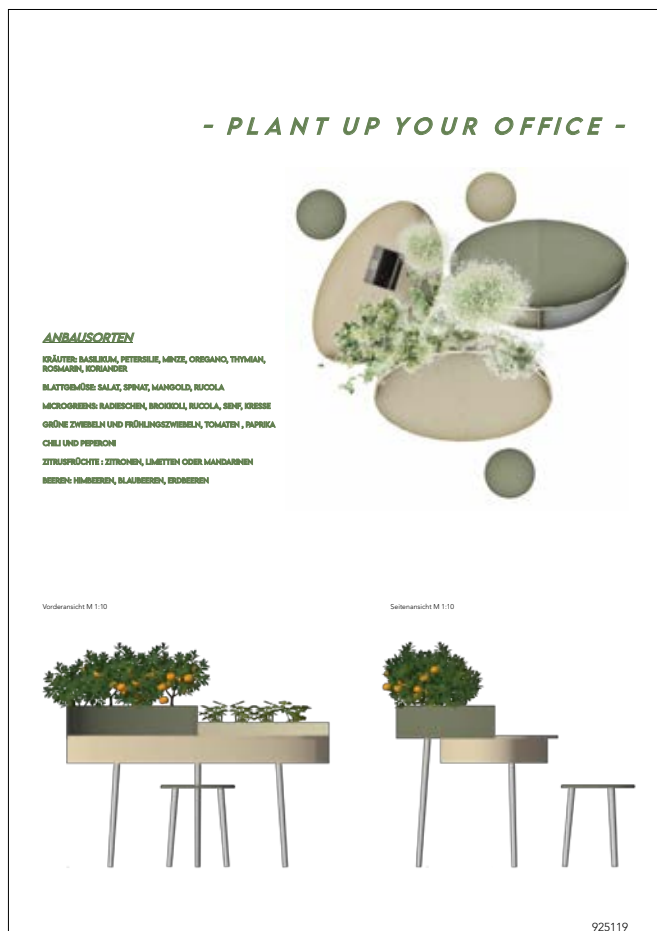 - PLANT UP YOUR OFFICE -
ANBAUSORTEN
KRÄUTER: BASILIKUM, PETERSILIE, MINZE, OREGANO, THYMIAN,
ROSMARIN, KORIANDER
BLATTGEMÜSE: SALAT, SPINAT, MANGOLD, RUCOLA
MICROGREENS: RADIESCHEN, BROKKOLI, RUCOLA, SENF, KRESSE
GRÜNE ZWIEBELN UND FRÜHLINGSZWIEBELN, TOMATEN , PAPRIKA
CHILI UND PEPERONI
ZITRUSFRÜCHTE : ZITRONEN, LIMETTEN ODER MANDARINEN
BEEREN: HIMBEEREN, BLAUBEEREN, ERDBEEREN
Vorderansicht M 1:10
Seitenansicht M 1:10
925119